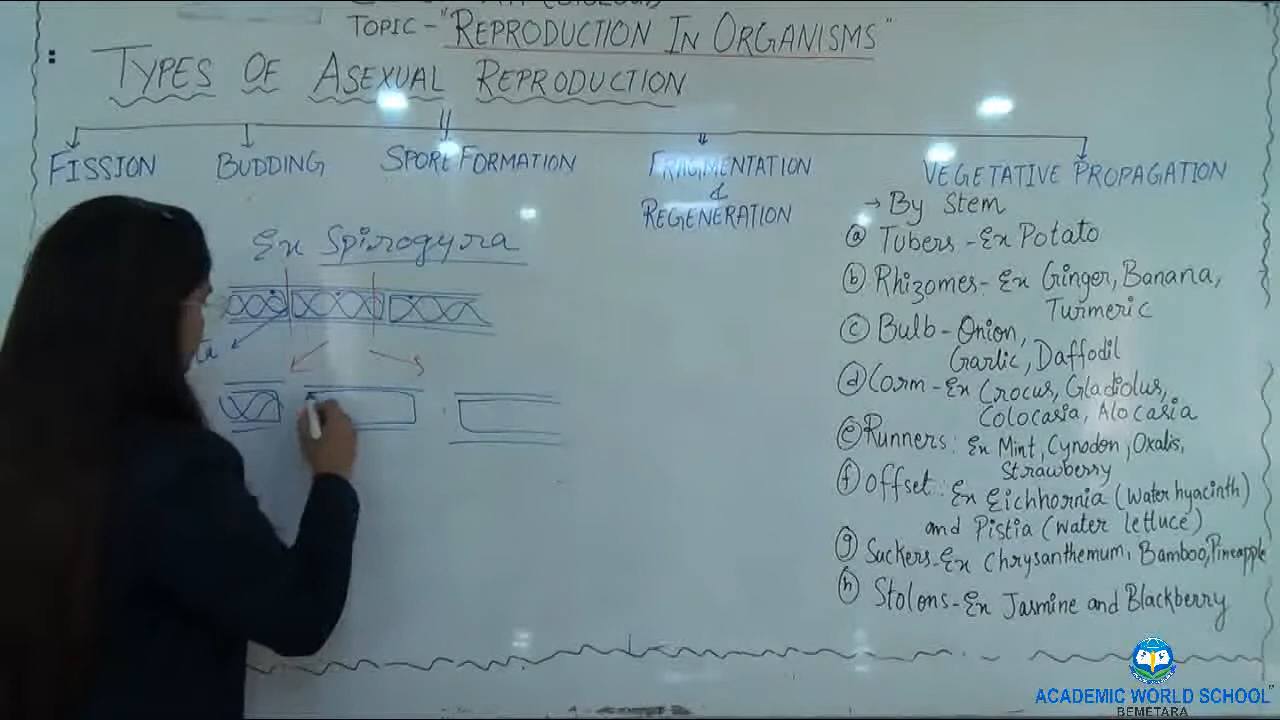 TOPIC - "REPRODUCTION IN ORGANISMS"
TYPES OF ASEXUAL REPRODUCTION
FISSION
BUDDING
SPORE FORMATION
FRAGMENTATION
&
REGENERATION
VEGETATIVE PROPAGATION
Ex Spirogyra
→ By Stem
ⓐ Tubers - Ex Potato
ⓑ Rhizomes - Ex Ginger, Banana,
Turmeric
ⓒ Bulb - Onion,
Garlic, Daffodil
ⓓ Corm - Ex Crocus, Gladiolus,
Colocasia, Alocasia
ⓔ Runners: Ex Mint, Cynodon, Oxalis,
Strawberry
ⓕ Offset: Ex Eichhornia (Water hyacinth)
and Pistia (water lettuce)
ⓖ Suckers - Ex Chrysanthemum, Bamboo, Pineapple
ⓗ Stolons - Ex Jasmine and Blackberry
ACADEMIC WORLD SCHOOL"
BEMETARA